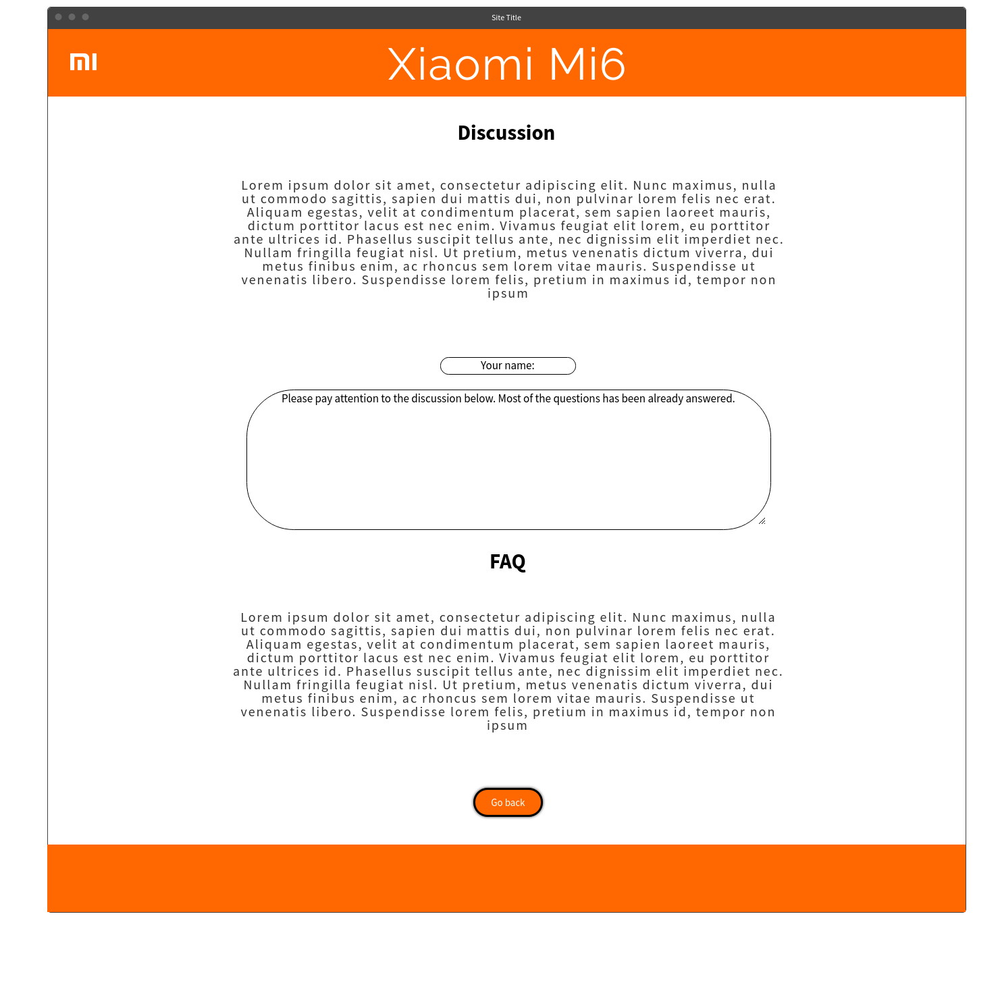 Site Title
mi
Xiaomi Mi6
Discussion
Lorem ipsum dolor sit amet, consectetur adipiscing elit. Nunc maximus, nulla
ut commodo sagittis, sapien dui mattis dui, non pulvinar lorem felis nec erat.
Aliquam egestas, velit at condimentum placerat, sem sapien laoreet mauris,
dictum porttitor lacus est nec enim. Vivamus feugiat elit lorem, eu porttitor
ante ultrices id. Phasellus suscipit tellus ante, nec dignissim elit imperdiet nec.
Nullam fringilla feugiat nisl. Ut pretium, metus venenatis dictum viverra, dui
metus finibus enim, ac rhoncus sem lorem vitae mauris. Suspendisse ut
venenatis libero. Suspendisse lorem felis, pretium in maximus id, tempor non
ipsum
Your name:
Please pay attention to the discussion below. Most of the questions has been already answered.
FAQ
Lorem ipsum dolor sit amet, consectetur adipiscing elit. Nunc maximus, nulla
ut commodo sagittis, sapien dui mattis dui, non pulvinar lorem felis nec erat.
Aliquam egestas, velit at condimentum placerat, sem sapien laoreet mauris,
dictum porttitor lacus est nec enim. Vivamus feugiat elit lorem, eu porttitor
ante ultrices id. Phasellus suscipit tellus ante, nec dignissim elit imperdiet nec.
Nullam fringilla feugiat nisl. Ut pretium, metus venenatis dictum viverra, dui
metus finibus enim, ac rhoncus sem lorem vitae mauris. Suspendisse ut
venenatis libero. Suspendisse lorem felis, pretium in maximus id, tempor non
ipsum
Go back